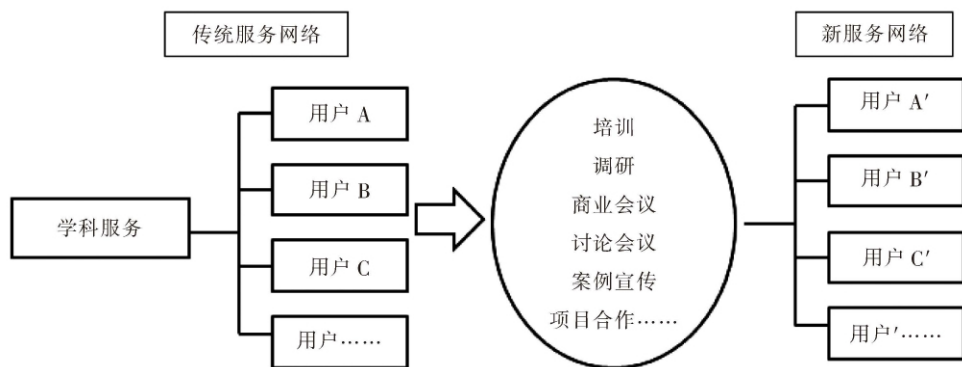 传统服务网络
新服务网络
学科服务
用户 A
用户 B
用户 C
用户……
培训
调研
商业会议
讨论会议
案例宣传
项目合作……
用户 A′
用户 B′
用户 C′
用户′……